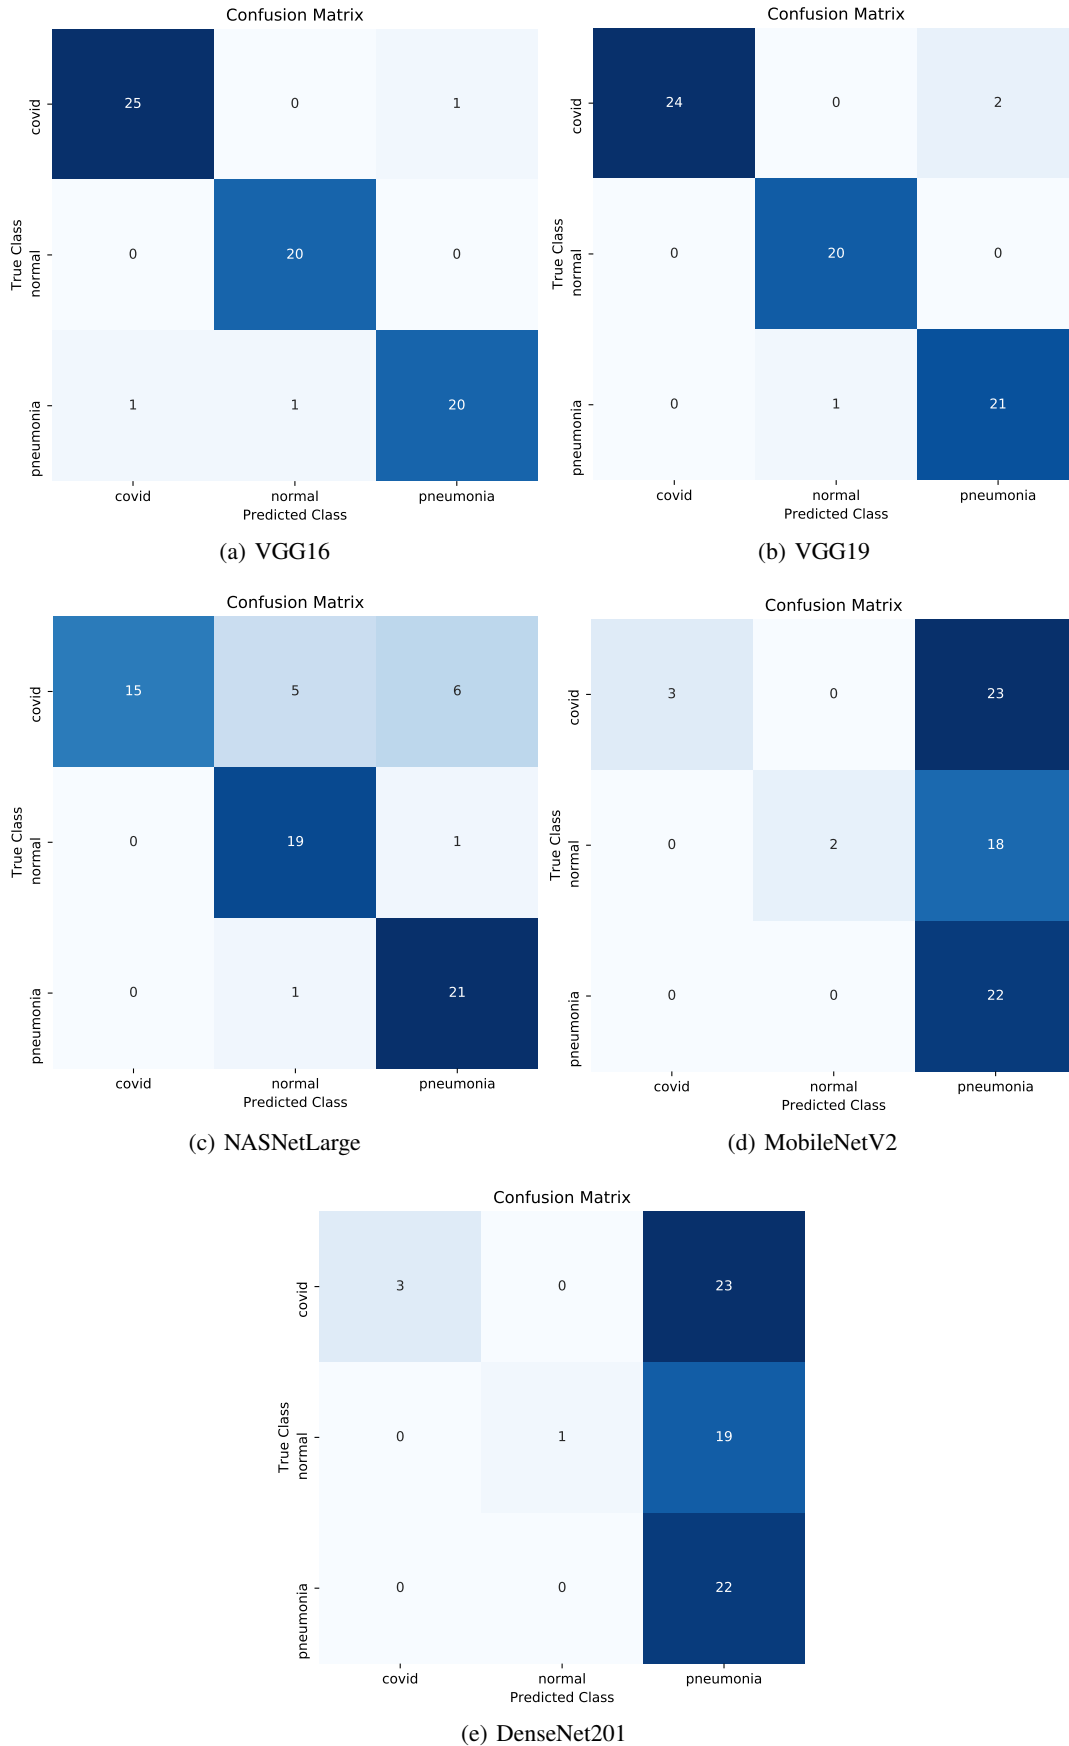 Confusion Matrix
covid
25 0 1
True Class
normal
0 20 0
pneumonia
1 1 20
covid normal pneumonia
Predicted Class
(a) VGG16
Confusion Matrix
covid
24 0 2
True Class
normal
0 20 0
pneumonia
0 1 21
covid normal pneumonia
Predicted Class
(b) VGG19
Confusion Matrix
covid
15 5 6
True Class
normal
0 19 1
pneumonia
0 1 21
covid normal pneumonia
Predicted Class
(c) NASNetLarge
Confusion Matrix
covid
3 0 23
True Class
normal
0 2 18
pneumonia
0 0 22
covid normal pneumonia
Predicted Class
(d) MobileNetV2
Confusion Matrix
covid
3 0 23
True Class
normal
0 1 19
pneumonia
0 0 22
covid normal pneumonia
Predicted Class
(e) DenseNet201